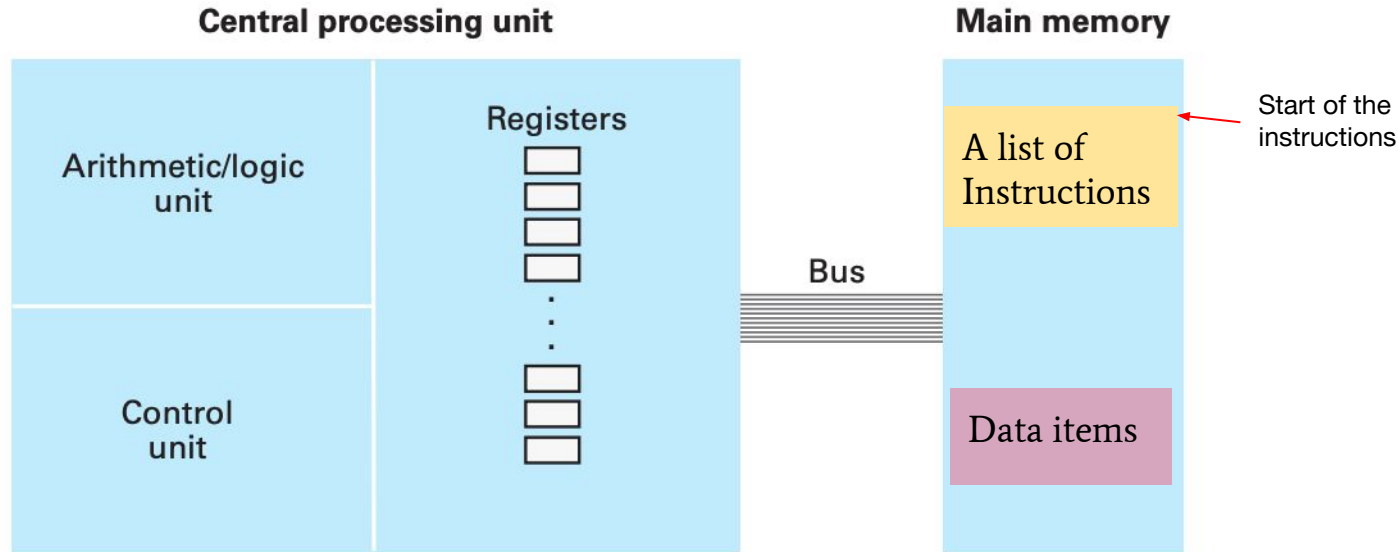 Central processing unit
Main memory
Arithmetic/logic
unit
Registers
Control
unit
Bus
A list of
Instructions
Start of the
instructions
Data items